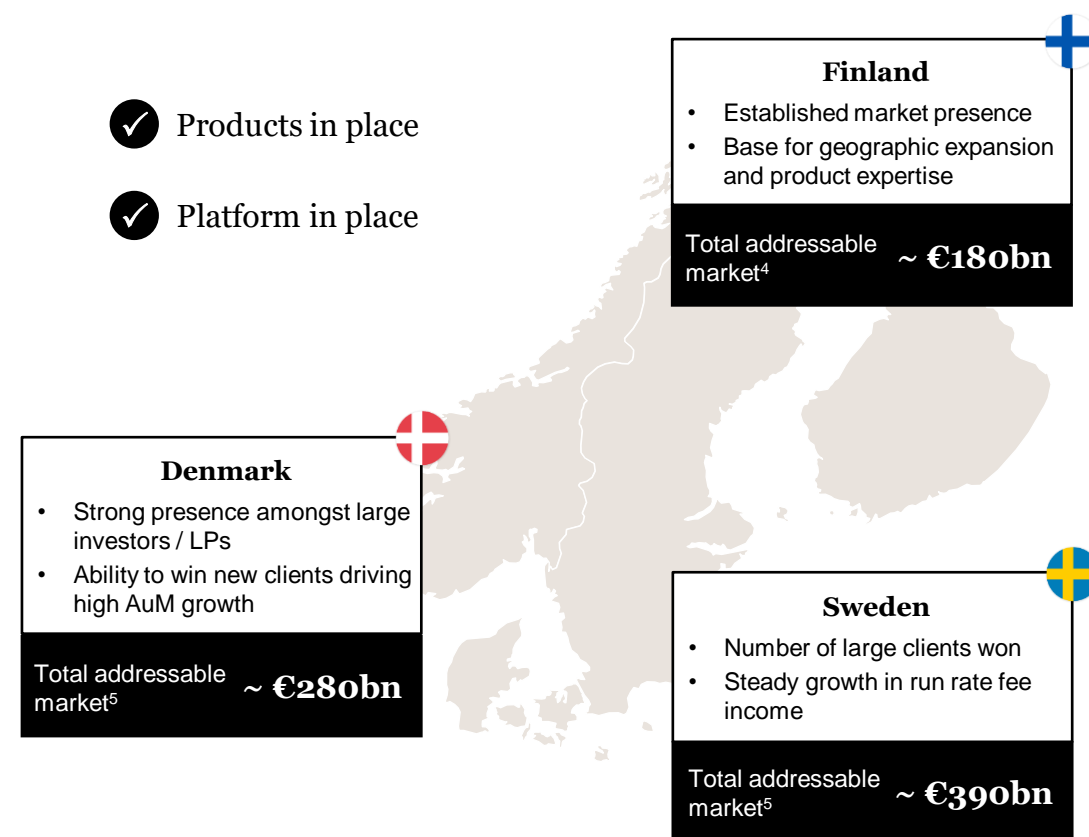 Products in place
Platform in place
Finland
• Established market presence
• Base for geographic expansion
and product expertise
Total addressable
market⁴
~ €180bn
Denmark
• Strong presence amongst large
investors / LPs
• Ability to win new clients driving
high AuM growth
Total addressable
market⁵
~ €280bn
Sweden
• Number of large clients won
• Steady growth in run rate fee
income
Total addressable
market⁵
~ €390bn